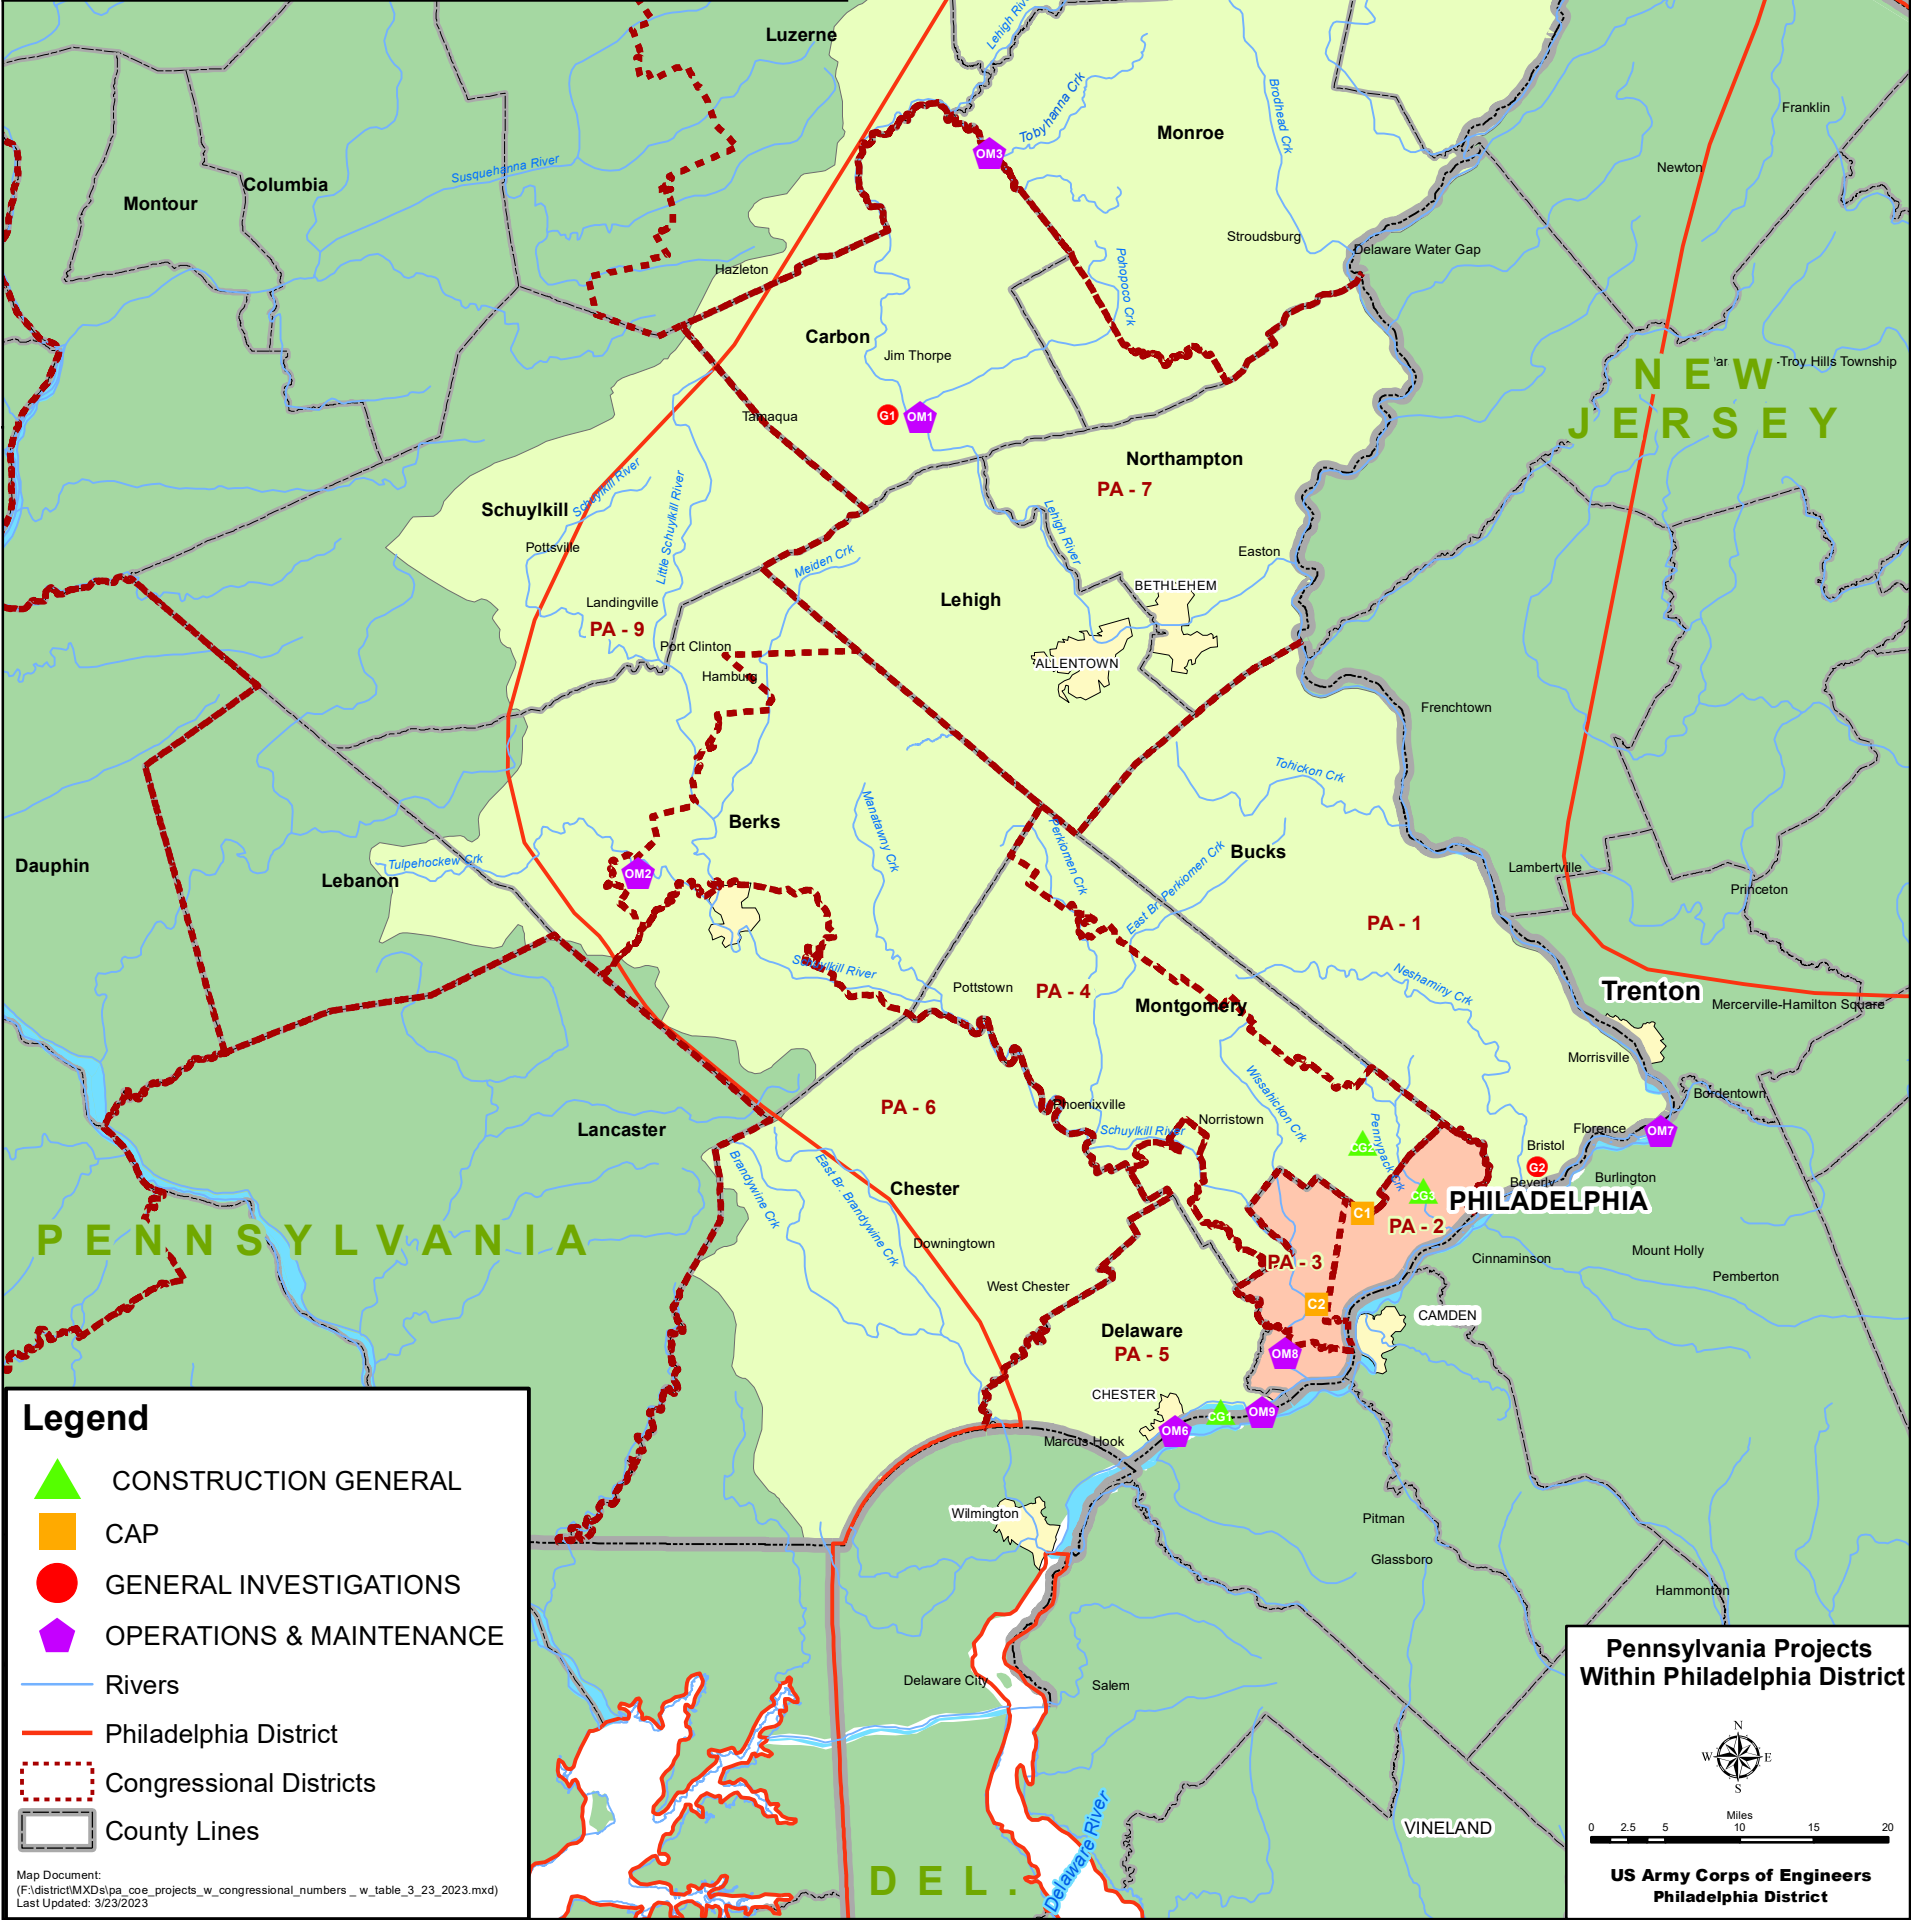 Luzerne
Lehigh River
Tobyhanna Crk
Brodhead Crk
Monroe
Franklin
Newton
OM3
Susquehanna River
Columbia
Montour
Stroudsburg
Delaware Water Gap
Pohopoco Crk
Hazleton
Carbon
Jim Thorpe
G1
OM1
Tamaqua
NEW
JERSEY
-Troy Hills Township
Northampton
PA - 7
Schuylkill
Schuylkill River
Little Schuylkill River
Pottsville
Meiden Crk
Lehigh River
Easton
BETHLEHEM
Lehigh
Landingville
PA - 9
Port Clinton
Hamburg
ALLENTOWN
Frenchtown
Tohickon Crk
Manatawny Crk
Berks
Perkiomen Crk
East Br. Perkiomen Crk
Bucks
Dauphin
Lebanon
Tulpehockew Crk
OM2
Lambertville
Princeton
PA - 1
Schuylkill River
Pottstown
PA - 4
Montgomery
Neshaminy Crk
Trenton
Mercerville-Hamilton Square
Morrisville
Bordentown
PA - 6
Phoenixville
Norristown
Schuylkill River
Wissahickon Crk
Pennypack Crk
CG2
Florence
OM7
Bristol
G2
Beverly
Burlington
Lancaster
Brandywine Crk
East Br. Brandywine Crk
Chester
CG3
PHILADELPHIA
C1
PA - 2
PENNSYLVANIA
Downingtown
West Chester
PA - 3
Cinnaminson
Mount Holly
Pemberton
C2
CAMDEN
Delaware
PA - 5
OM8
CHESTER
CG1
OM9
OM6
Marcus Hook
Wilmington
Pitman
Glassboro
Hammonton
Delaware City
Salem
VINELAND
DEL.
Delaware River
Legend
CONSTRUCTION GENERAL
CAP
GENERAL INVESTIGATIONS
OPERATIONS & MAINTENANCE
Rivers
Philadelphia District
Congressional Districts
County Lines
Map Document:
(F:\district\MXDs\pa_coe_projects_w_congressional_numbers _ w_table_3_23_2023.mxd)
Last Updated: 3/23/2023
Pennsylvania Projects
Within Philadelphia District
N
W E
S
Miles
0 2.5 5 10 15 20
US Army Corps of Engineers
Philadelphia District